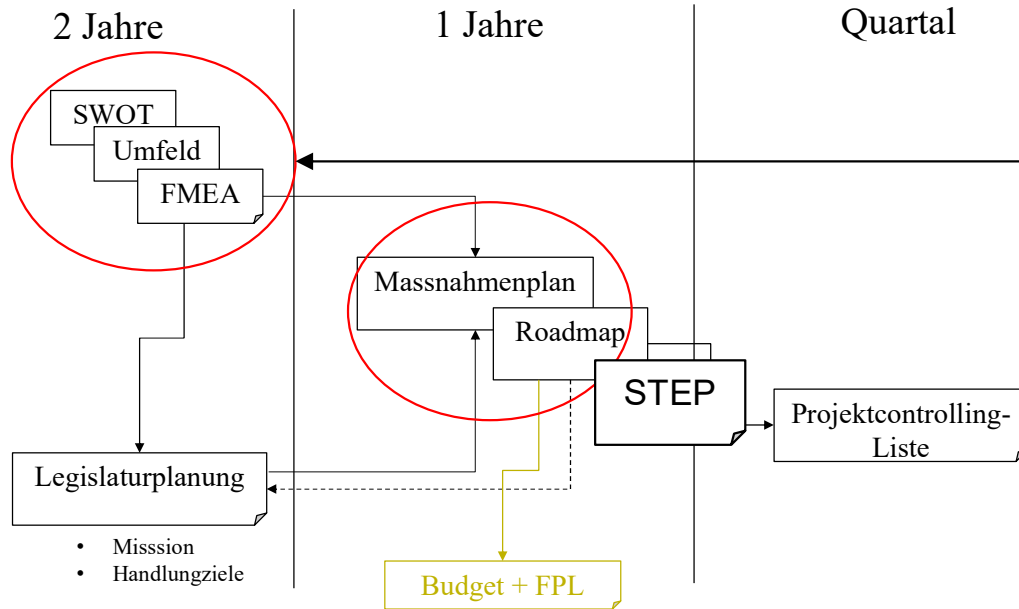 2 Jahre
1 Jahre
Quartal
SWOT
Umfeld
FMEA
Massnahmenplan
Roadmap
STEP
Projektcontrolling-
Liste
Legislaturplanung
• Misssion
• Handlungziele
Budget + FPL